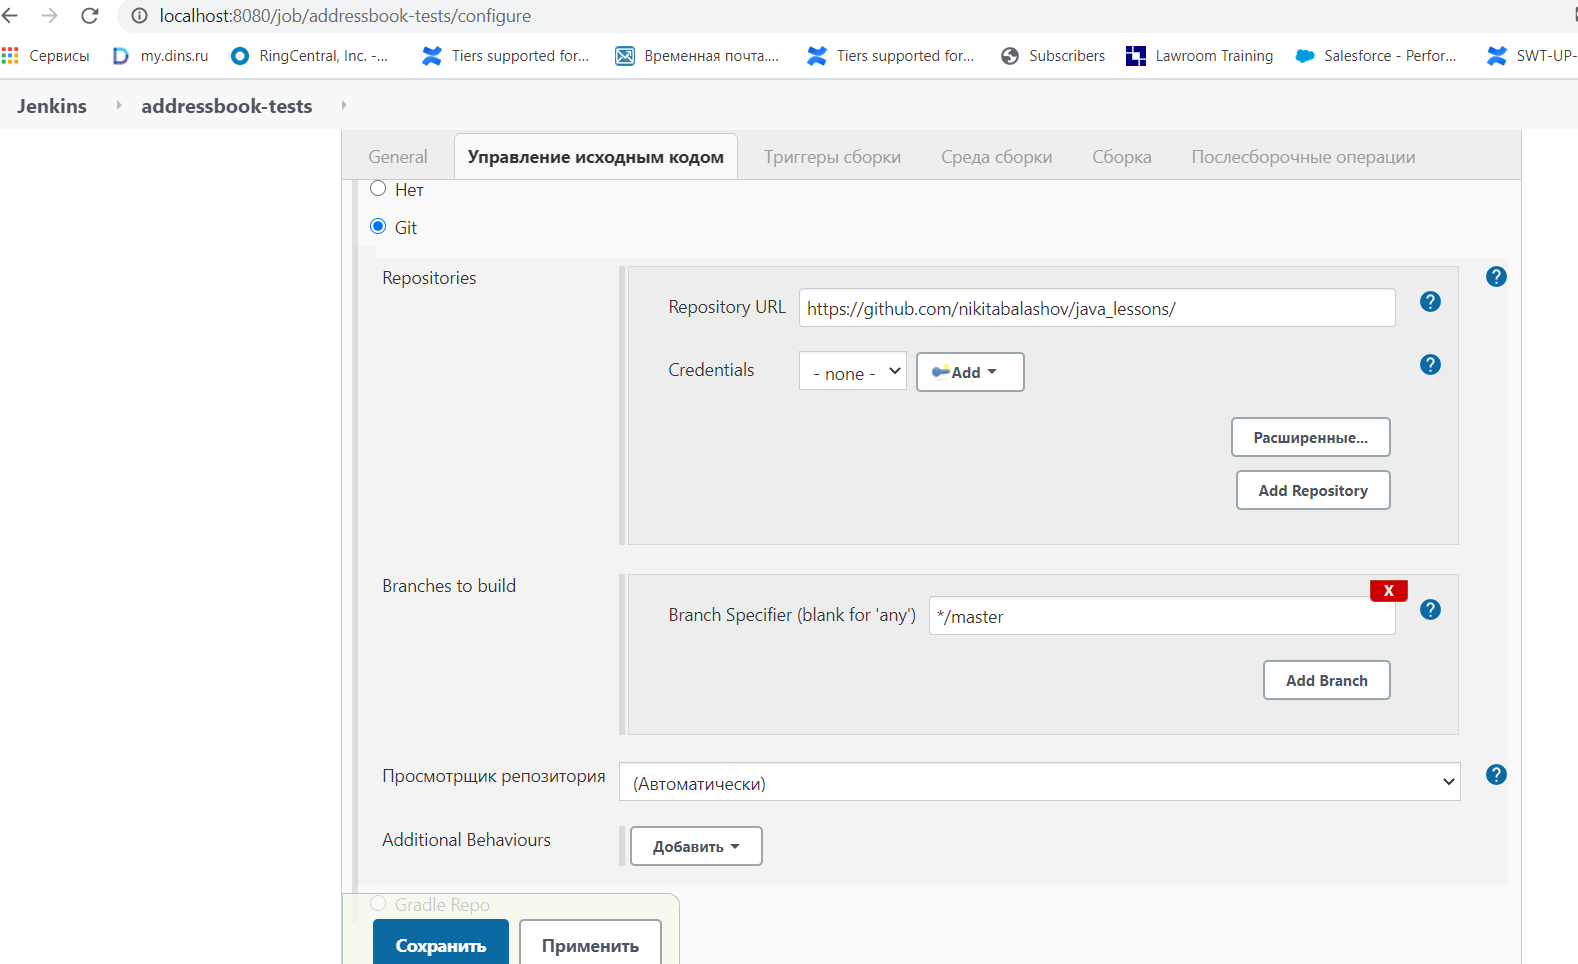 localhost:8080/job/addressbook-tests/configure
Сервисы my.dins.ru RingCentral, Inc. -... Tiers supported for... Временная почта.... Tiers supported for... Subscribers Lawroom Training Salesforce - Perfor... SWT-UP-
Jenkins addressbook-tests
General Управление исходным кодом Триггеры сборки Среда сборки Сборка Послесборочные операции
Нет
Git
Repositories
Repository URL https://github.com/nikitabalashov/java_lessons/
Credentials - none - Add
Расширенные...
Add Repository
Branches to build
X
Branch Specifier (blank for 'any') */master
Add Branch
Просмотрщик репозитория (Автоматически)
Additional Behaviours Добавить
Gradle Repo
Сохранить Применить